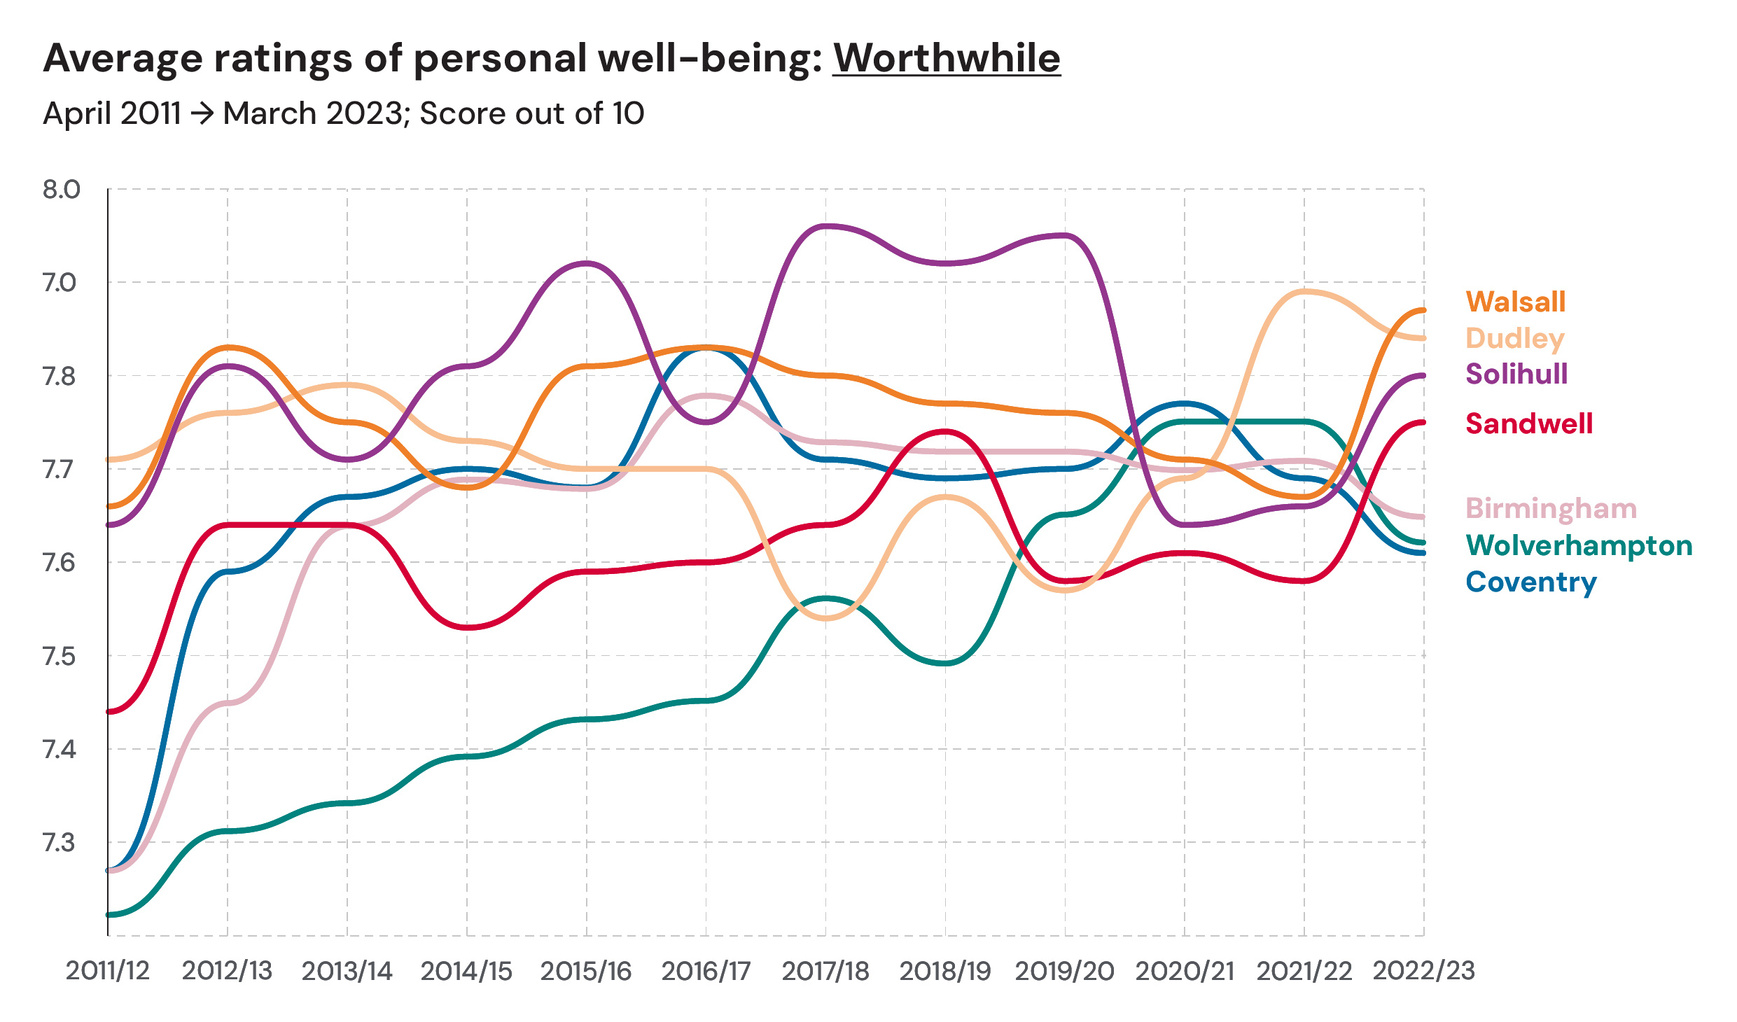 Average ratings of personal well-being: Worthwhile
April 2011 → March 2023; Score out of 10
8.0
7.0
7.8
7.7
7.6
7.5
7.4
7.3
Walsall
Dudley
Solihull
Sandwell
Birmingham
Wolverhampton
Coventry
2011/12 2012/13 2013/14 2014/15 2015/16 2016/17 2017/18 2018/19 2019/20 2020/21 2021/22 2022/23